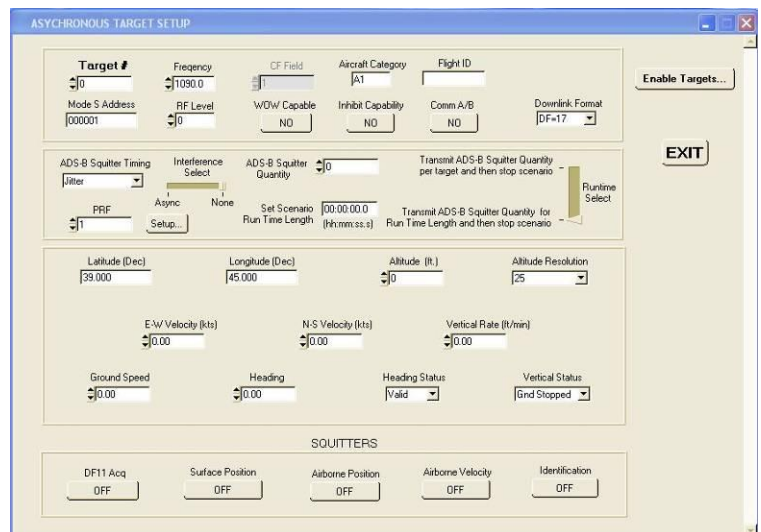 ASYCHRONOUS TARGET SETUP
Target # Freqency CF Field Aircraft Category Flight ID
0 1090.0 1 A1
Enable Targets...
Mode S Address RF Level WOW Capable Inhibit Capability Comm A/B Downlink Format
000001 0 NO NO NO DF=17
EXIT
ADS-B Squitter Timing
Jitter
Interference
Select
Async None
Setup...
PRF
1
ADS-B Squitter
Quantity
0
Set Scenario
Run Time Length
00:00:00.0
(hh:mm:ss.s)
Transmit ADS-B Squitter Quantity
per target and then stop scenario
Runtime
Select
Transmit ADS-B Squitter Quantity for
Run Time Length and then stop scenario
Latitude (Dec) Longitude (Dec) Altitude (ft.) Altitude Resolution
39.000 45.000 0 25
E-W Velocity (kts) N-S Velocity (kts) Vertical Rate (ft/min)
0.00 0.00 0.00
Ground Speed Heading Heading Status Vertical Status
0.00 0.00 Valid Gnd Stopped
SQUITTERS
DF11 Acq Surface Position Airborne Position Airborne Velocity Identification
OFF OFF OFF OFF OFF